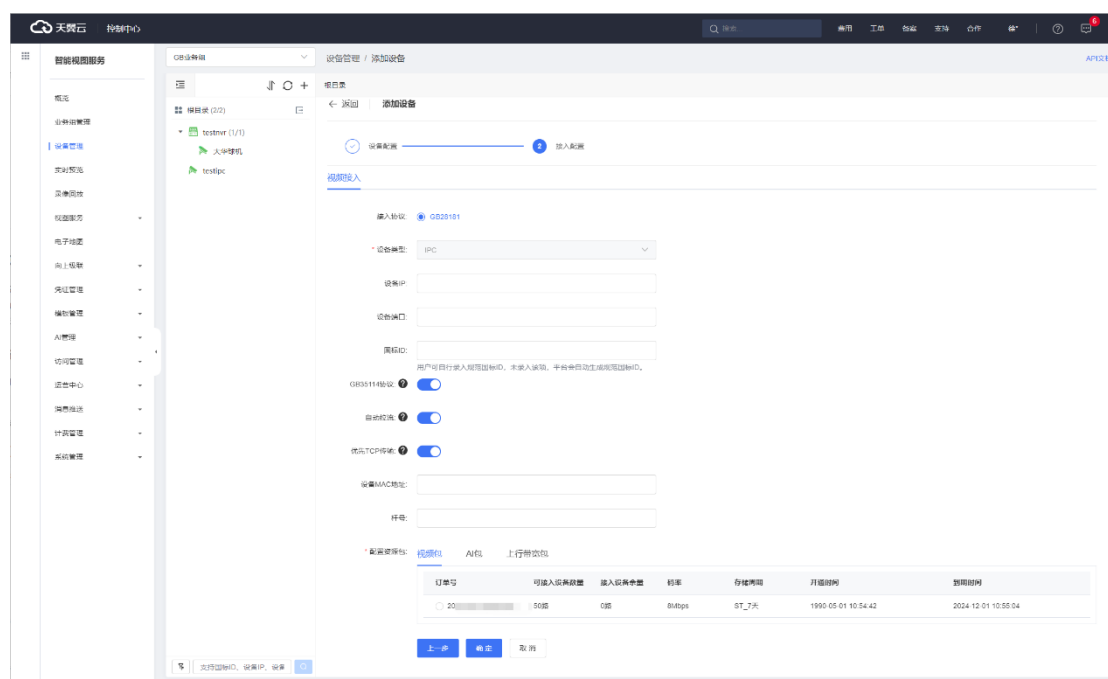 天翼云 控制中心 搜索 费用 工单 备案 支持 合作 6
智能视图服务 GB业务组 设备管理 / 添加设备 API文档
概览
业务组管理
设备管理
实时预览
录像回放
视图服务
电子地图
向上级联
凭证管理
模板管理
AI管理
访问管理
运营中心
消息推送
计费管理
系统管理
根目录 (2/2)
testnvr (1/1)
大华球机
testipc
支持国标ID、设备IP、设备
根目录
返回 添加设备
设备配置 2 接入配置
视频接入
接入协议: GB28181
* 设备类型: IPC
设备IP:
设备端口:
国标ID:
用户可自行录入规范国标ID，未录入该项，平台会自动生成规范国标ID。
GB35114协议:
自动拉流:
优先TCP传输:
设备MAC地址:
杆号:
* 配置资源包: 视频包 AI包 上行带宽包
订单号 可接入设备数量 接入设备余量 码率 存储周期 开通时间 到期时间
20 50路 0路 8Mbps ST_7天 1990-05-01 10:54:42 2024-12-01 10:55:04
上一步 确定 取消